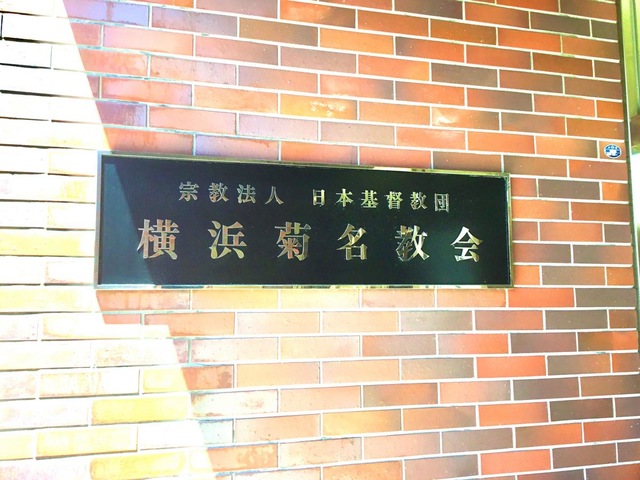 宗教法人 日本基督教団
横浜菊名教会